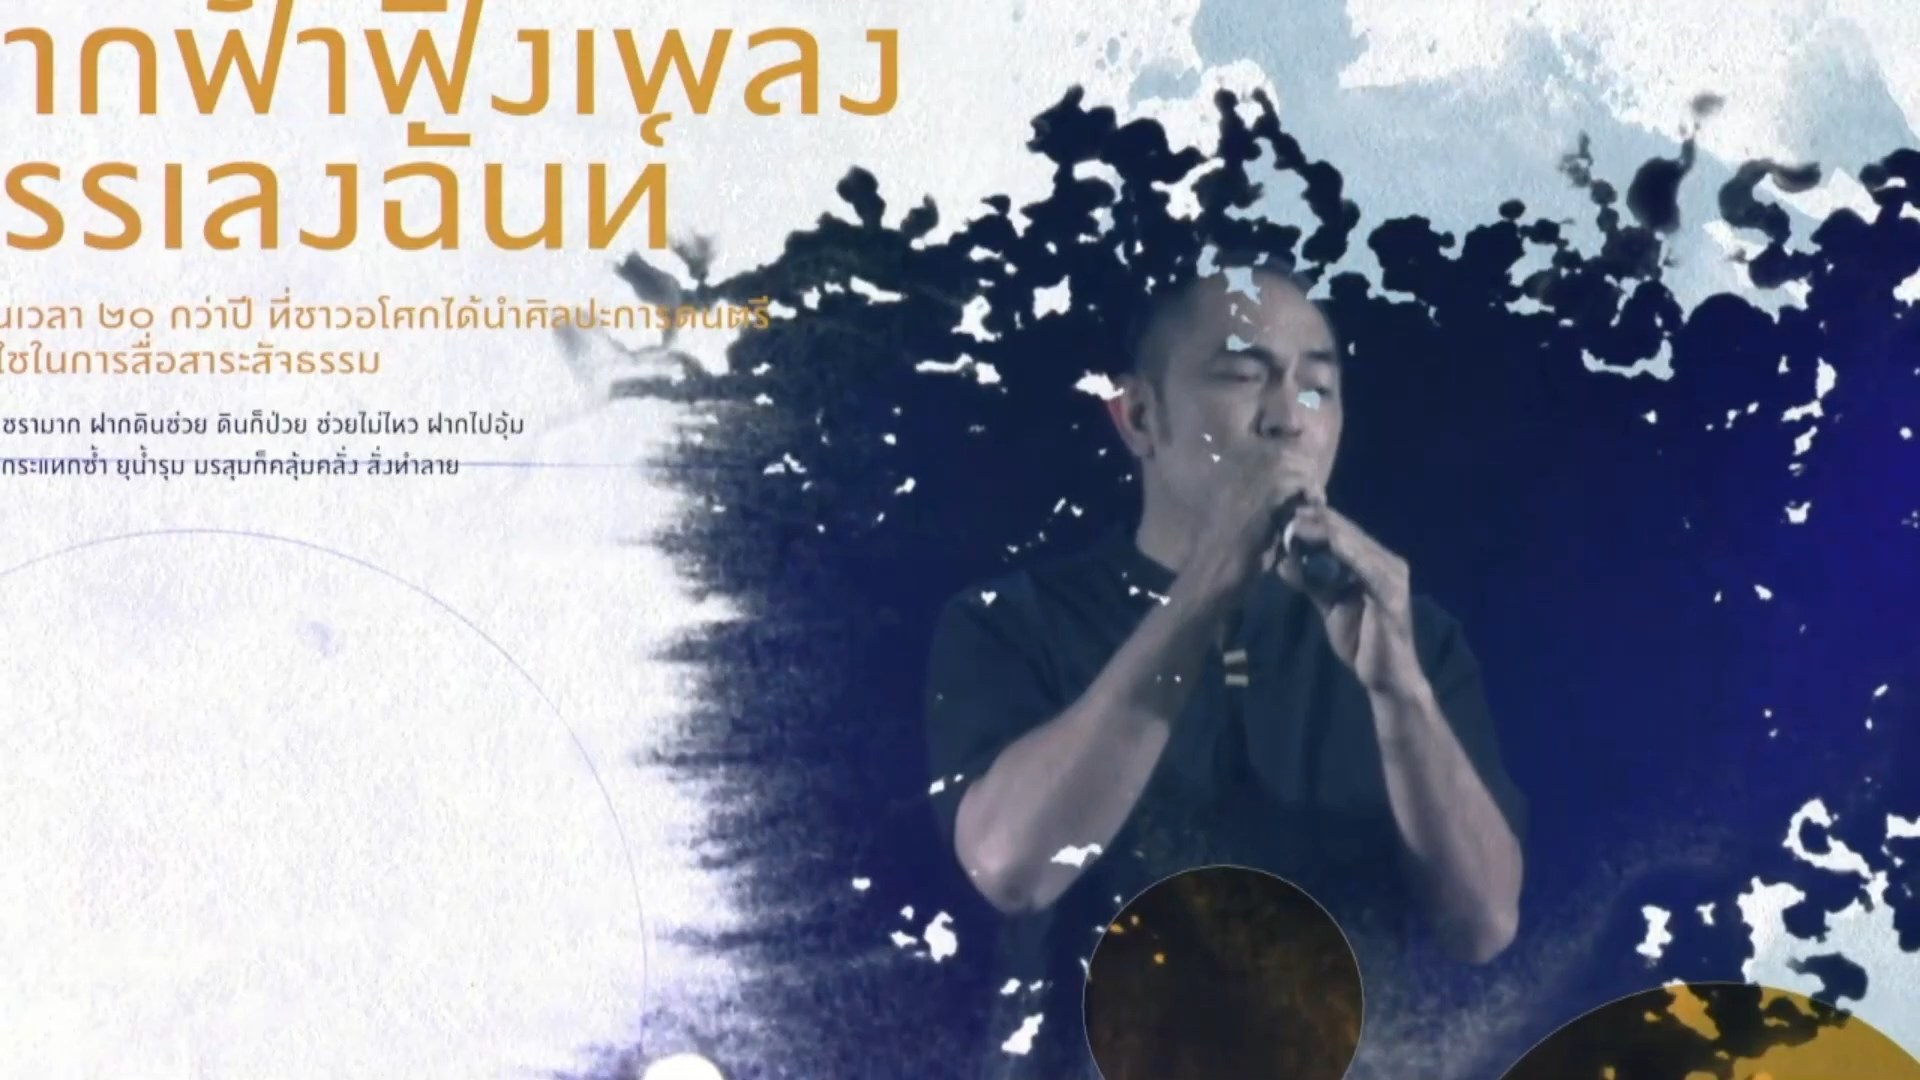 ากฟ้าฟังเพลง
รรเลงฉันท์
นเวลา ๒๐ กว่าปี ที่ชาวอโศกได้นำศิลปะการดนตรี
ใช้ในการสื่อสาระสัจธรรม
ชรามาก ฝากดินช่วย ดินก็ป่วย ช่วยไม่ไหว ฝากไปอุ้ม
กระแทกซ้ำ ยุน้ำรุม มรสุมก็คลุ้มคลั่ง สั่งทำลาย